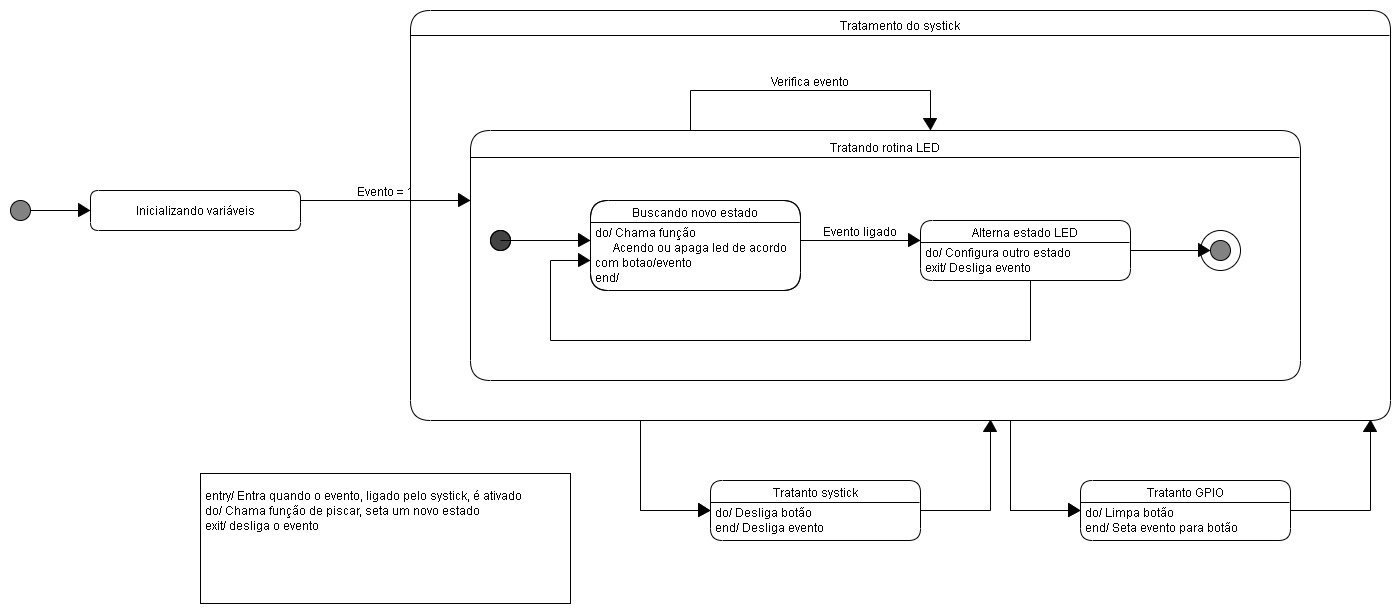 Tratamento do systick
Verifica evento
Tratando rotina LED
Evento =
Inicializando variáveis
Buscando novo estado
do/ Chama função
Acendo ou apaga led de acordo
com botao/evento
end/
Evento ligado
Alterna estado LED
do/ Configura outro estado
exit/ Desliga evento
entry/ Entra quando o evento, ligado pelo systick, é ativado
do/ Chama função de piscar, seta um novo estado
exit/ desliga o evento
Tratanto systick
do/ Desliga botão
end/ Desliga evento
Tratanto GPIO
do/ Limpa botão
end/ Seta evento para botão